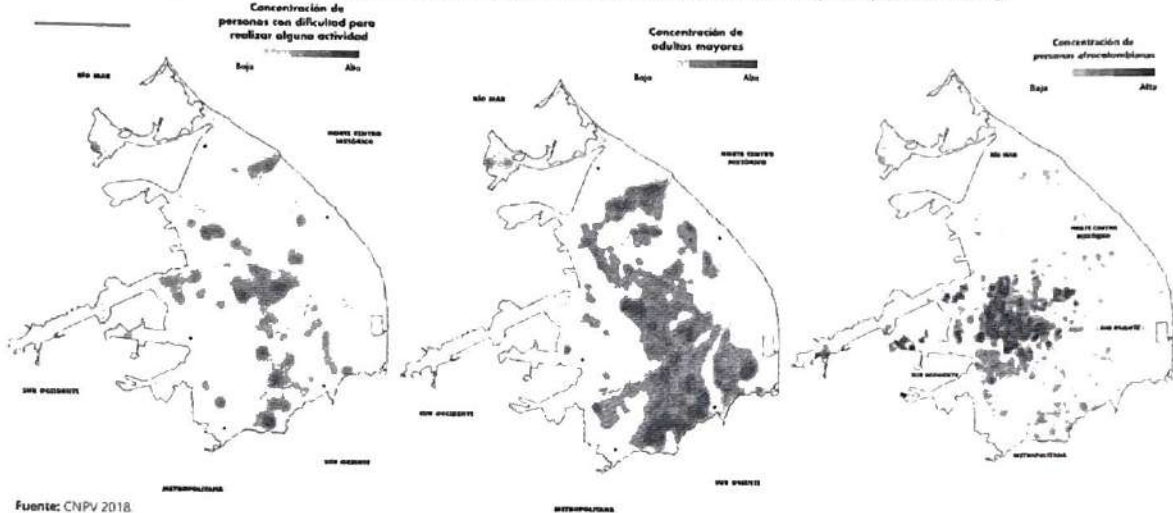 Concentración de
personas con dificultad para
realizar alguna actividad
Baja Alta
RÍO MAR
NORTE CENTRO
HISTÓRICO
SUR OCCIDENTE
SUR ORIENTE
METROPOLITANA
Concentración de
adultos mayores
Baja Alta
RÍO MAR
NORTE CENTRO
HISTÓRICO
SUR OCCIDENTE
SUR ORIENTE
METROPOLITANA
Concentración de
personas afrocolombianas
Baja Alta
RÍO MAR
NORTE CENTRO
HISTÓRICO
SUR ORIENTE
SUR OCCIDENTE
METROPOLITANA
Fuente: CNPV 2018.